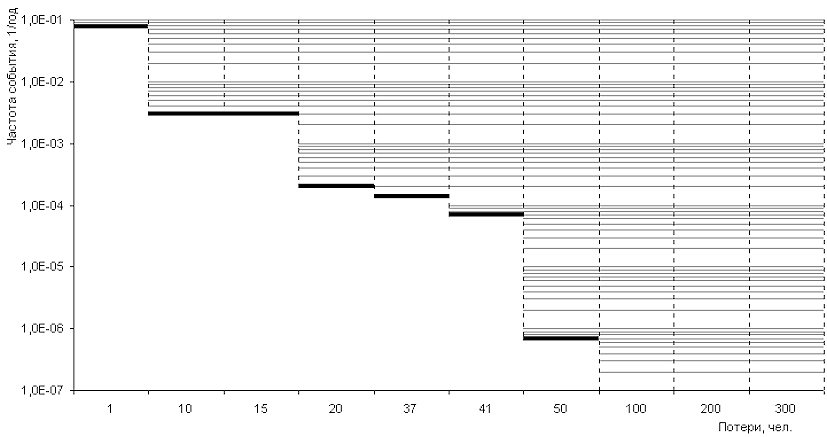 Частота события, 1/год
1,0E-01
1,0E-02
1,0E-03
1,0E-04
1,0E-05
1,0E-06
1,0E-07
1 10 15 20 37 41 50 100 200 300
Потери, чел.